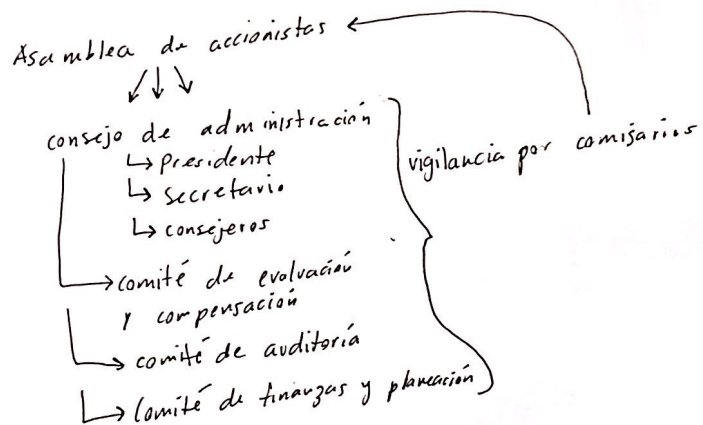 Asamblea de accionistas
consejo de administración
presidente
secretario
consejeros
vigilancia por comisarios
comité de evaluación
y compensación
comité de auditoría
Comité de finanzas y planeación